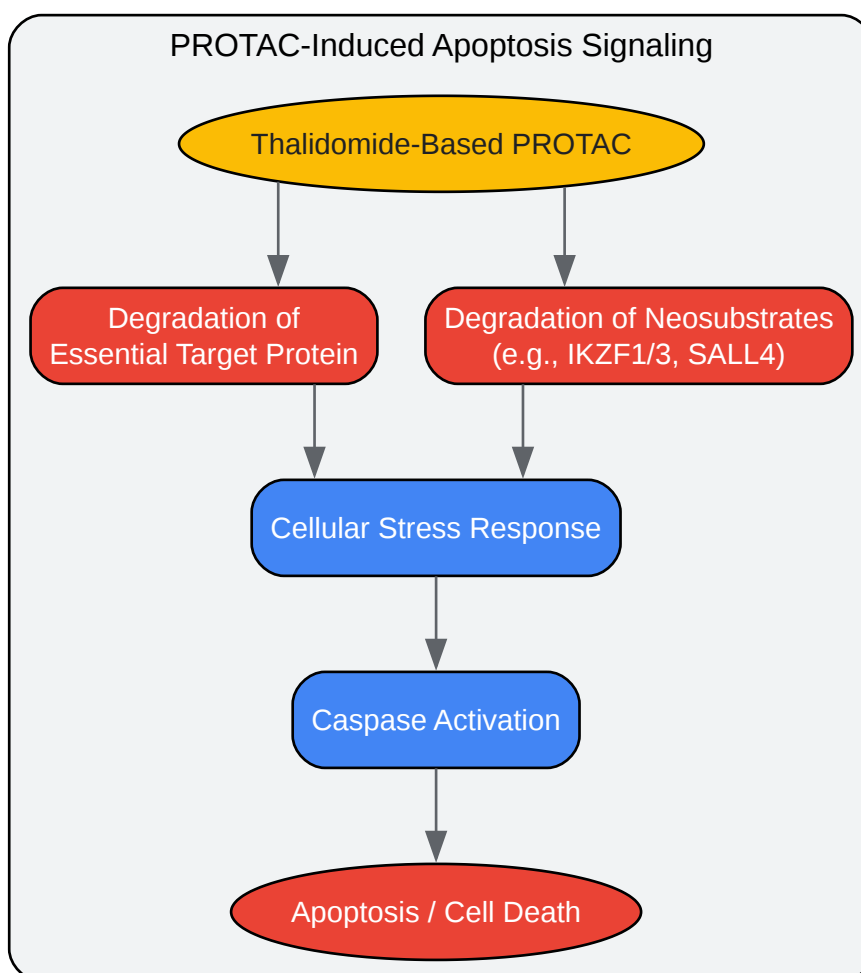 PROTAC-Induced Apoptosis Signaling
Thalidomide-Based PROTAC
Degradation of
Essential Target Protein
Degradation of Neosubstrates
(e.g., IKZF1/3, SALL4)
Cellular Stress Response
Caspase Activation
Apoptosis / Cell Death